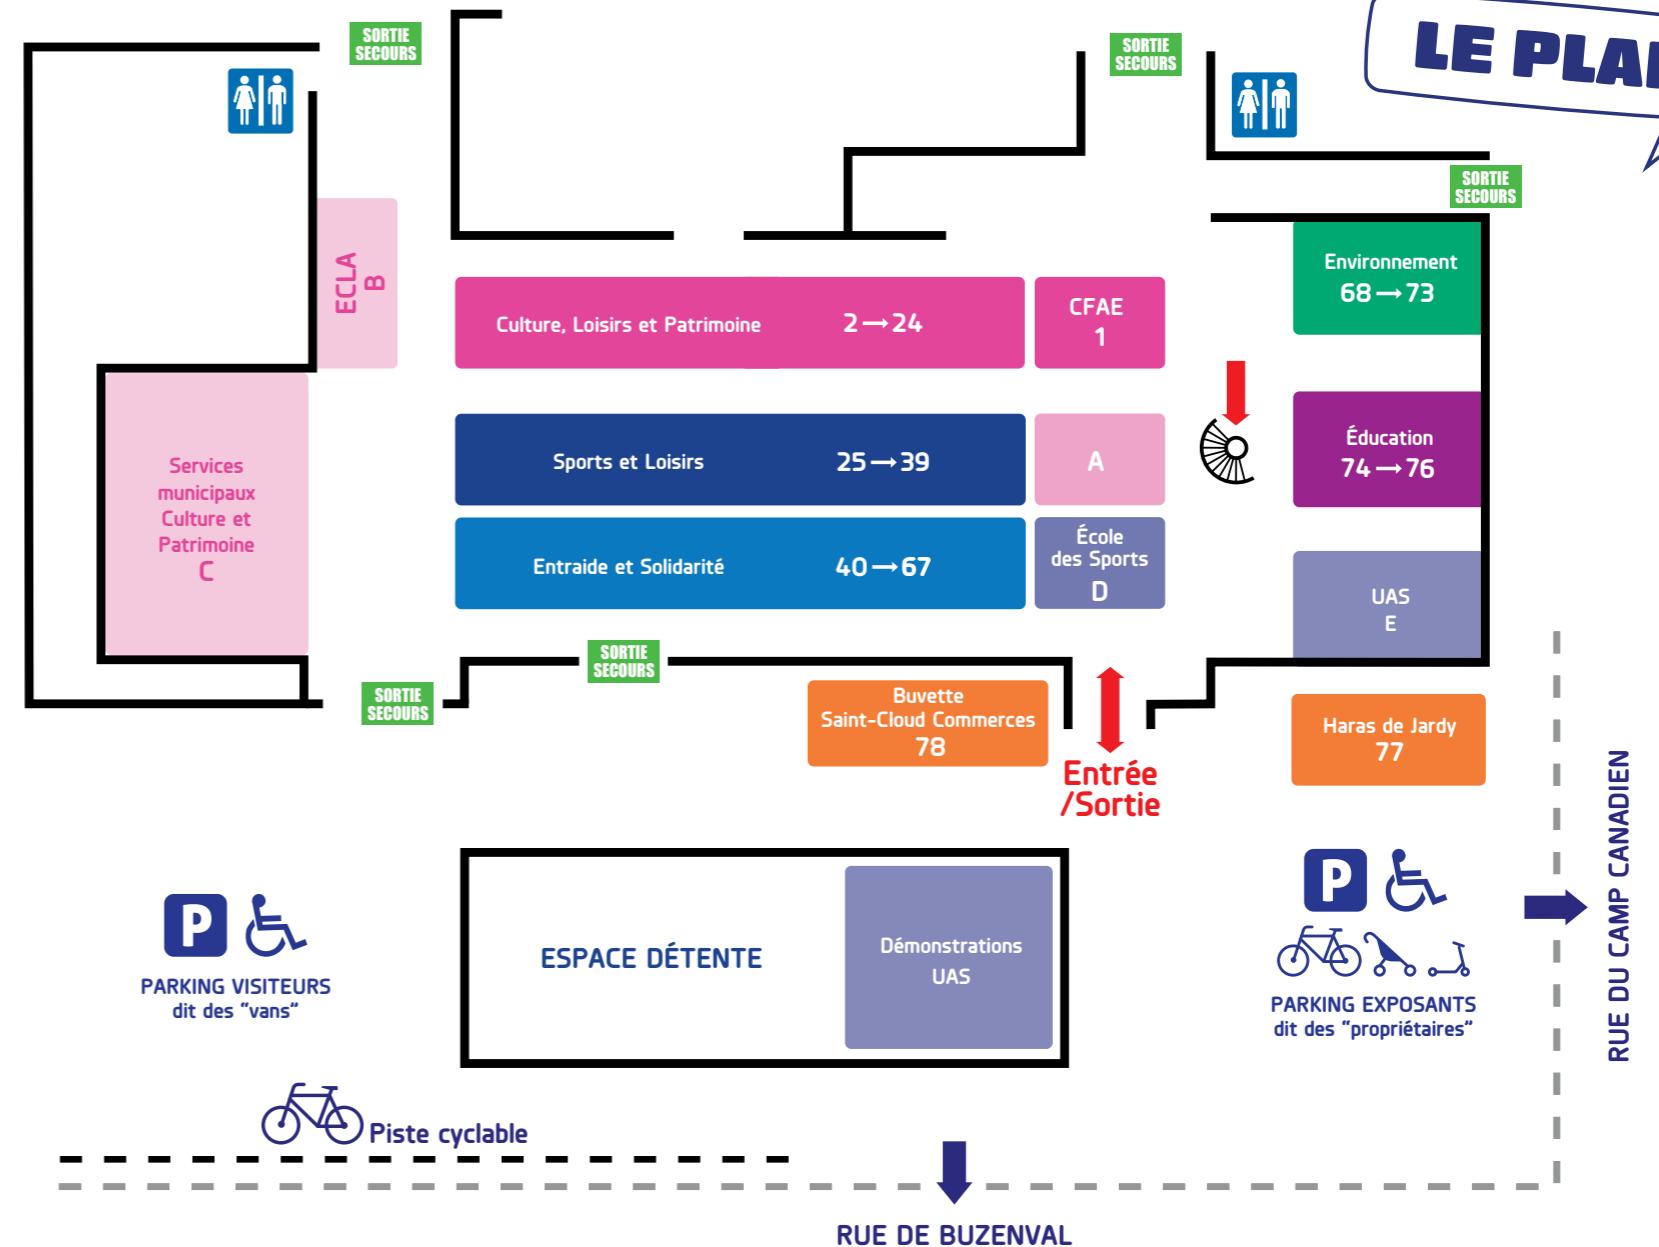 SORTIE
SECOURS
SORTIE
SECOURS
LE PLA
SORTIE
SECOURS
ECLA
B
Culture, Loisirs et Patrimoine 2→24
CFAE
1
Environnement
68→73
Services
municipaux
Culture et
Patrimoine
C
Sports et Loisirs 25→39
A
Éducation
74→76
Entraide et Solidarité 40→67
École
des Sports
D
UAS
E
SORTIE
SECOURS
SORTIE
SECOURS
Buvette
Saint-Cloud Commerces
78
Entrée
/Sortie
Haras de Jardy
77
RUE DU CAMP CANADIEN
P
PARKING VISITEURS
dit des "vans"
ESPACE DÉTENTE
Démonstrations
UAS
P
PARKING EXPOSANTS
dit des "propriétaires"
Piste cyclable
RUE DE BUZENVAL